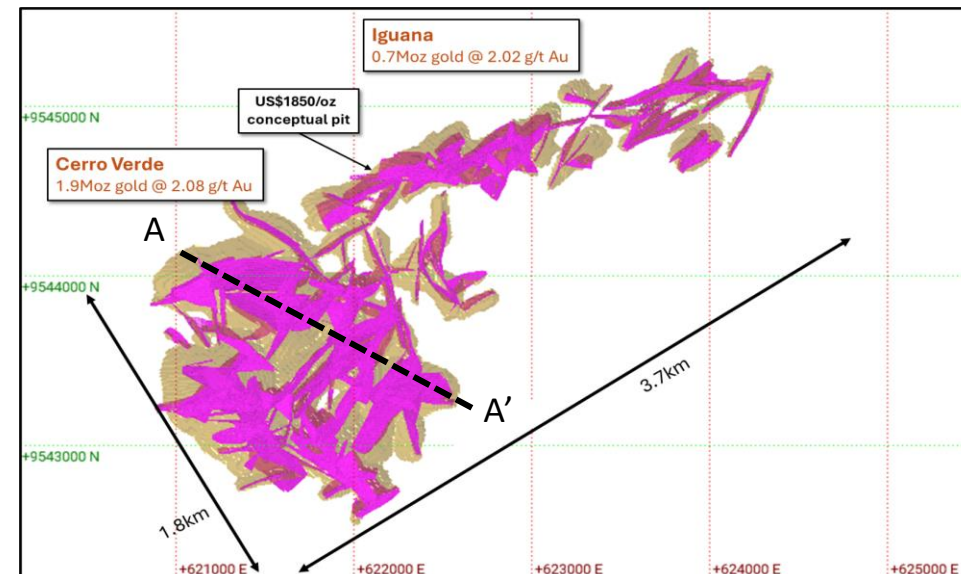 Iguana
0.7Moz gold @ 2.02 g/t Au
US$1850/oz
conceptual pit
+9545000 N
Cerro Verde
1.9Moz gold @ 2.08 g/t Au
A
+9544000 N
3.7km
A’
+9543000 N
1.8km
+621000 E
+622000 E
+623000 E
+624000 E
+625000 E